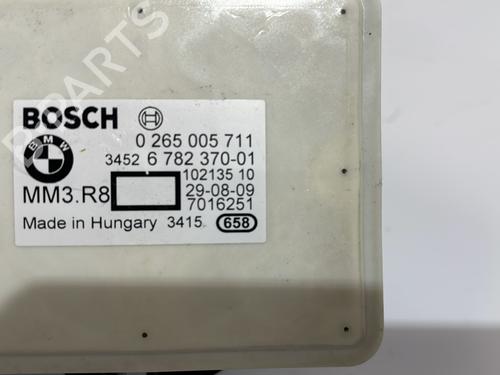 BOSCH
0 265 005 711
BMW
3452 6 782 370-01
102135 10
MM3.R8
29-08-09
7016251
Made in Hungary 3415 658